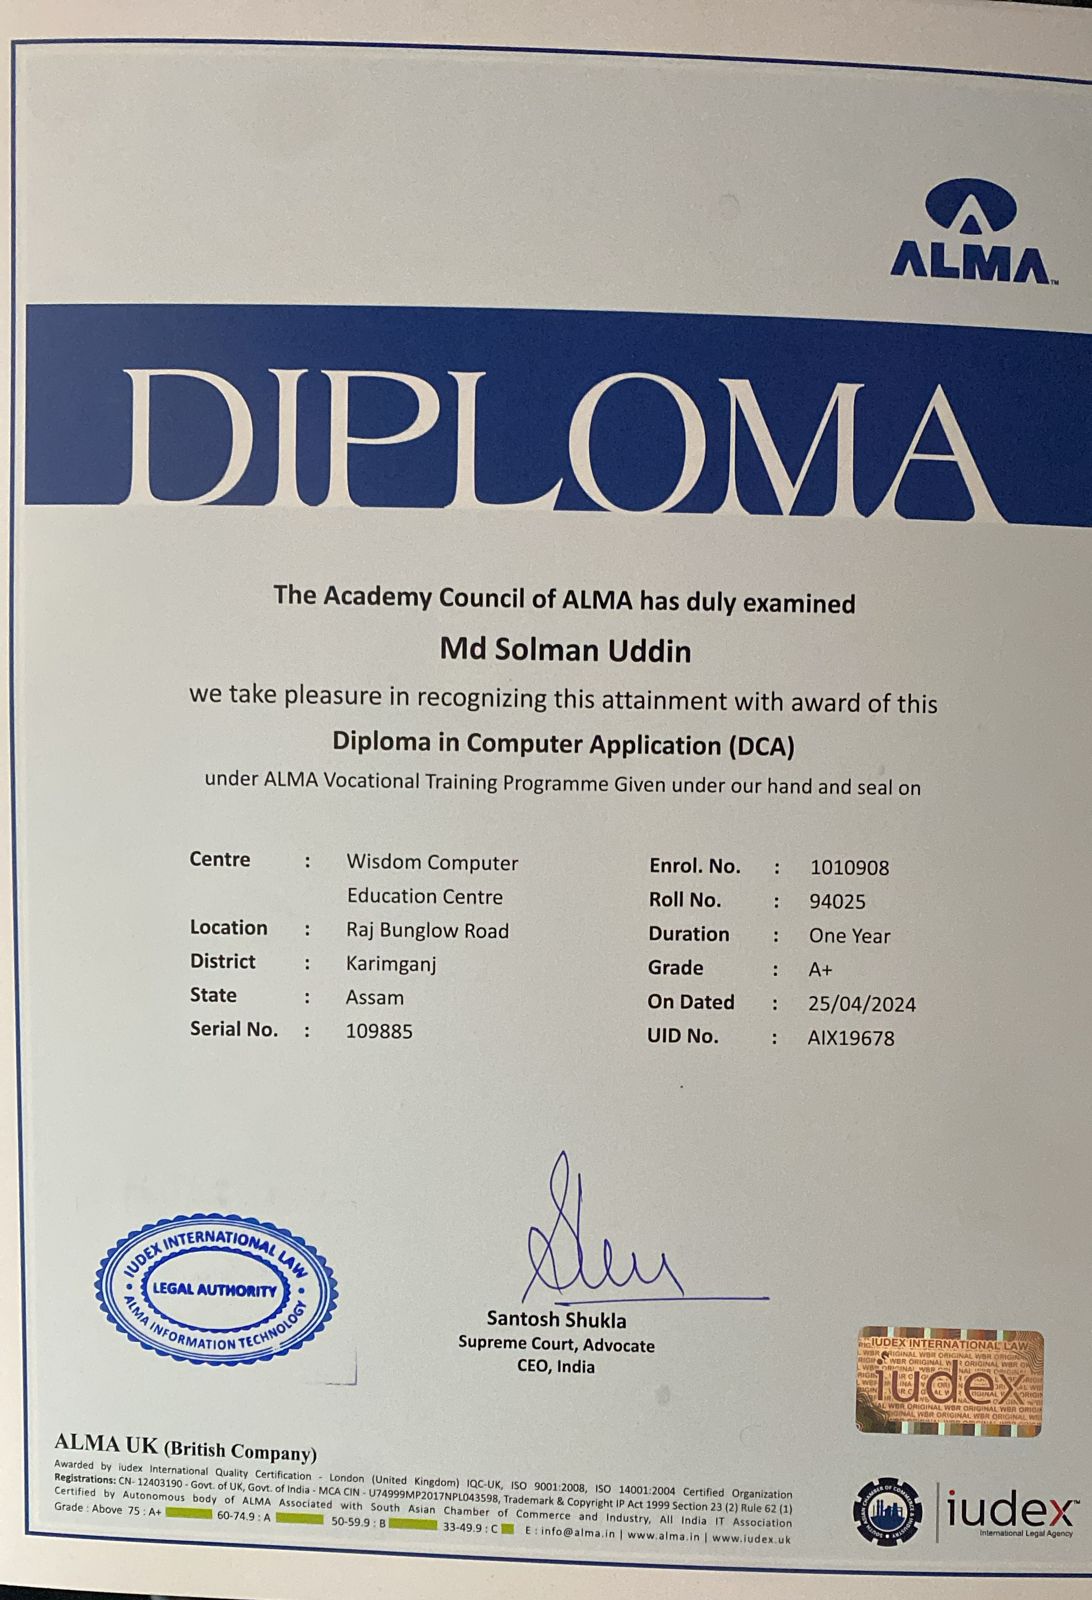 ALMA™
DIPLOMA
The Academy Council of ALMA has duly examined
Md Solman Uddin
we take pleasure in recognizing this attainment with award of this
Diploma in Computer Application (DCA)
under ALMA Vocational Training Programme Given under our hand and seal on
Centre : Wisdom Computer
Education Centre
Location : Raj Bunglow Road
District : Karimganj
State : Assam
Serial No. : 109885
Enrol. No. : 1010908
Roll No. : 94025
Duration : One Year
Grade : A+
On Dated : 25/04/2024
UID No. : AIX19678
IUDEX INTERNATIONAL LAW
LEGAL AUTHORITY
ALMA INFORMATION TECHNOLOGY
Santosh Shukla
Supreme Court, Advocate
CEO, India
IUDEX INTERNATIONAL LAW
iudex
ALMA UK (British Company)
Awarded by iudex International Quality Certification - London (United Kingdom) IQC-UK, ISO 9001:2008, ISO 14001:2004 Certified Organization
Registrations: CN- 12403190 - Govt. of UK, Govt. of India - MCA CIN - U74999MP2017NPL043598, Trademark & Copyright IP Act 1999 Section 23 (2) Rule 62 (1)
Certified by Autonomous body of ALMA Associated with South Asian Chamber of Commerce and Industry, All India IT Association
Grade : Above 75 : A+ 60-74.9 : A 50-59.9 : B 33-49.9 : C E : info@alma.in | www.alma.in | www.iudex.uk
SOUTH ASIAN CHAMBER OF COMMERCE & INDUSTRY
iudex™
International Legal Agency